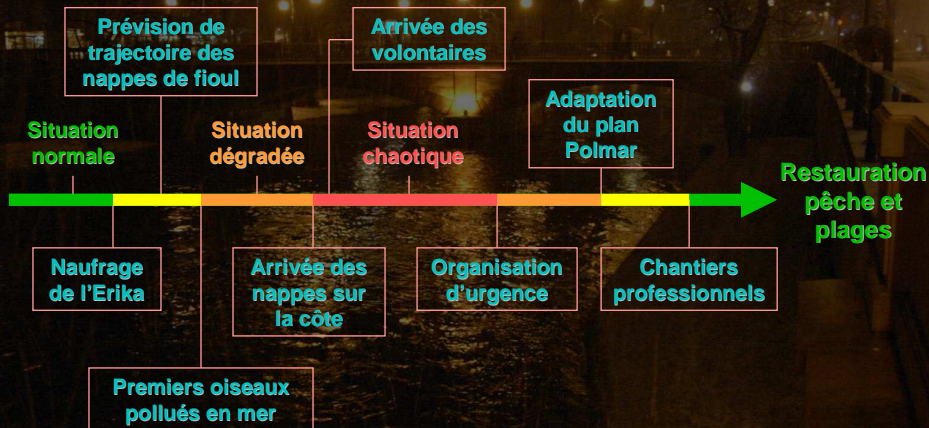 Prévision de
trajectoire des
nappes de fioul
Arrivée des
volontaires
Adaptation
du plan
Polmar
Situation
normale
Situation
dégradée
Situation
chaotique
Restauration
pêche et
plages
Naufrage
de l’Erika
Arrivée des
nappes sur
la côte
Organisation
d’urgence
Chantiers
professionnels
Premiers oiseaux
pollués en mer